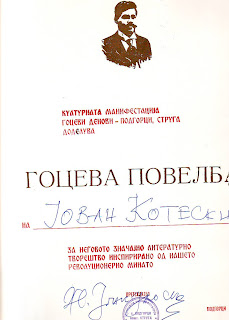 КУЛТУРНАТА МАНИФЕСТАЦИЈА
ГОЦЕВИ ДЕНОВИ – ПОДГОРЦИ, СТРУГА
ДОДЕЛУВА
ГОЦЕВА ПОВЕЛБА
НА ЈОВАН КОТЕСКИ
ЗА НЕГОВОТО ЗНАЧАЈНО ЛИТЕРАТУРНО
ТВОРЕШТВО ИНСПИРИРАНО ОД НАШЕТО
РЕВОЛУЦИОНЕРНО МИНАТО
ПОДГОРЦИ